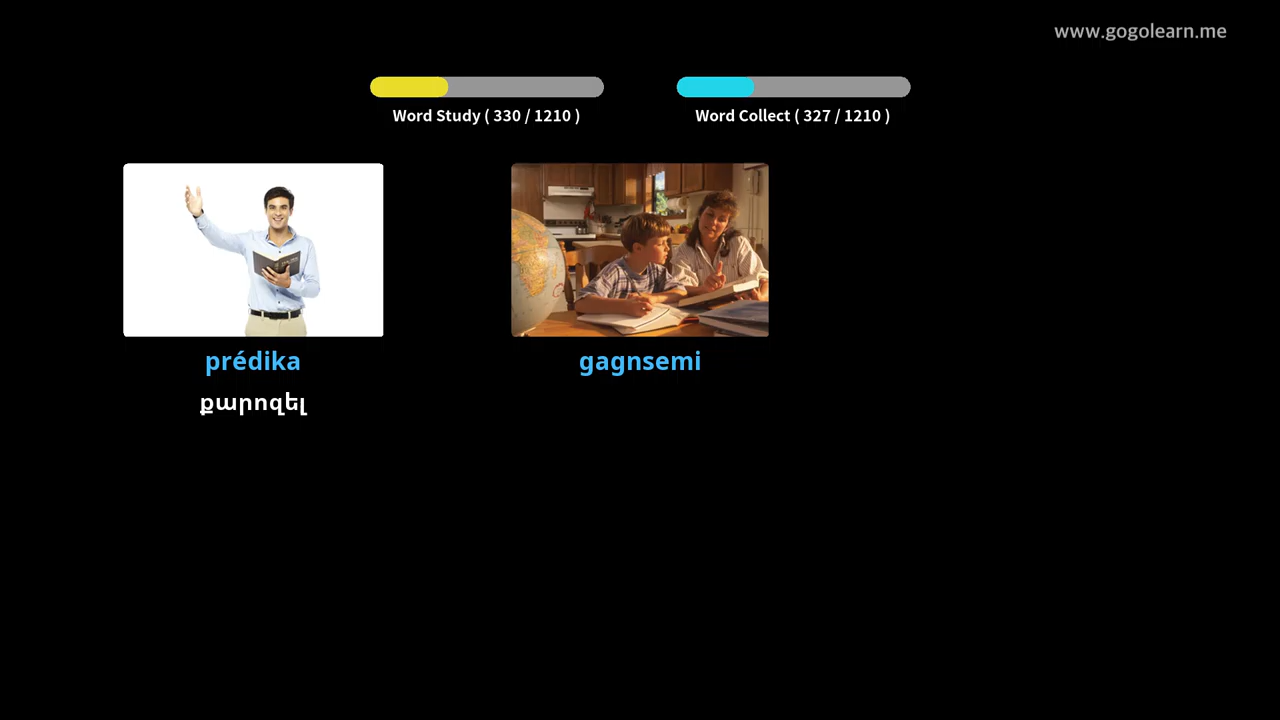 www.gogolearn.me
Word Study ( 330 / 1210 )
Word Collect ( 327 / 1210 )
prédika
gagnsemi
քարոզել